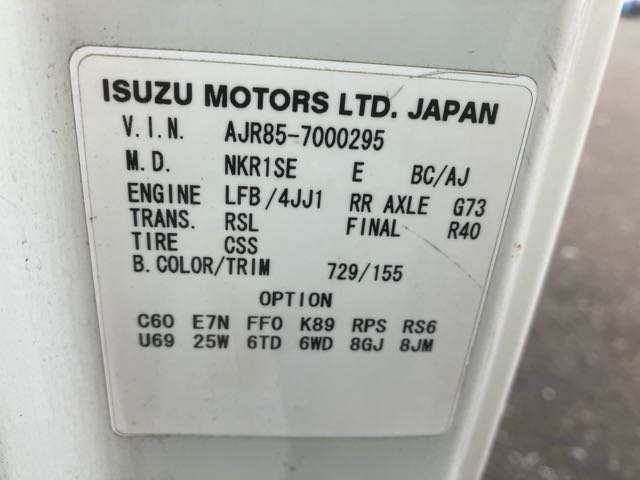 ISUZU MOTORS LTD. JAPAN
V.I.N. AJR85-7000295
M.D. NKR1SE E BC/AJ
ENGINE LFB/4JJ1 RR AXLE G73
TRANS. RSL FINAL R40
TIRE CSS
B.COLOR/TRIM 729/155
OPTION
C60 E7N FF0 K89 RPS RS6
U69 25W 6TD 6WD 8GJ 8JM